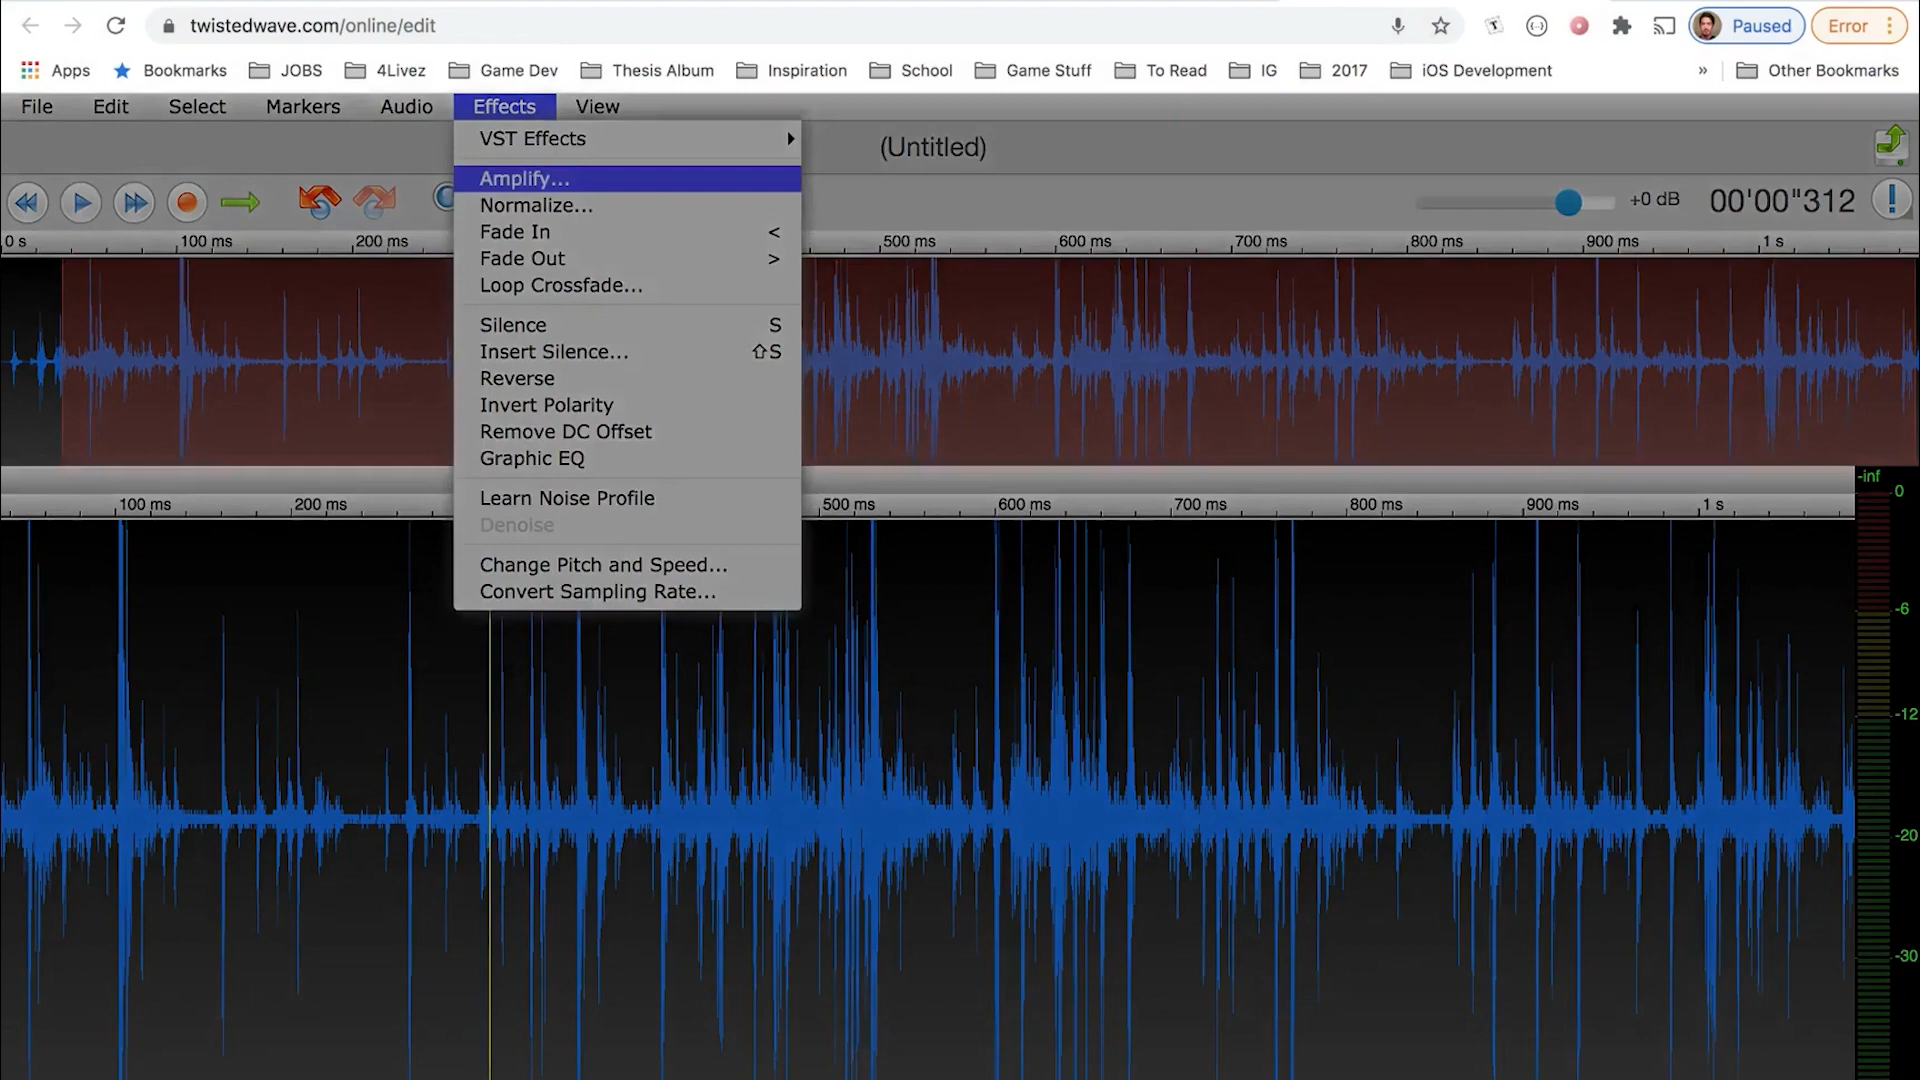 twistedwave.com/online/edit
Paused
Error
Apps
Bookmarks
JOBS
4Livez
Game Dev
Thesis Album
Inspiration
School
Game Stuff
To Read
IG
2017
iOS Development
»
Other Bookmarks
File Edit Select Markers Audio Effects View
VST Effects
(Untitled)
Amplify...
Normalize...
Fade In <
Fade Out >
Loop Crossfade...
Silence S
Insert Silence... ⇧S
Reverse
Invert Polarity
Remove DC Offset
Graphic EQ
Learn Noise Profile
Denoise
Change Pitch and Speed...
Convert Sampling Rate...
+0 dB
00'00"312
0 s 100 ms 200 ms 500 ms 600 ms 700 ms 800 ms 900 ms 1 s
100 ms 200 ms 500 ms 600 ms 700 ms 800 ms 900 ms 1 s
-inf
0
-6
-12
-20
-30